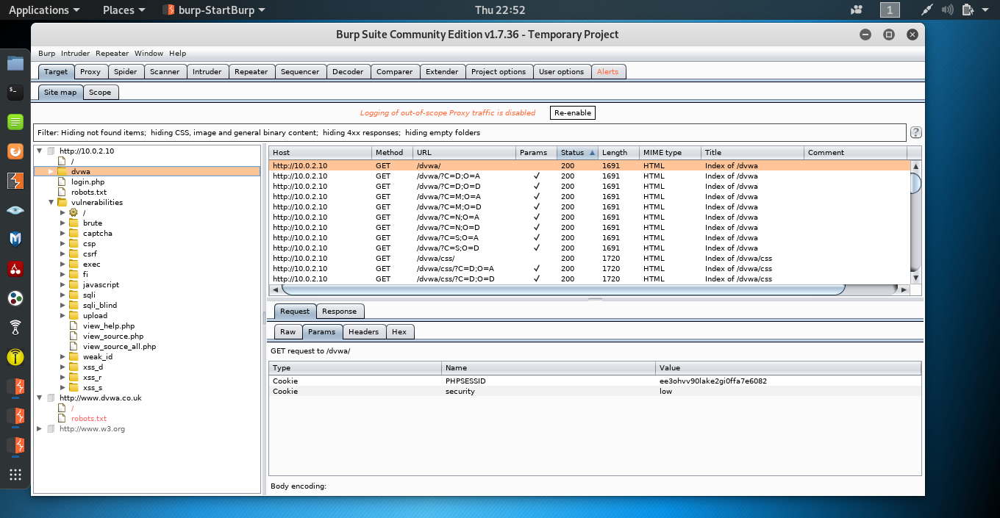 Applications Places burp-StartBurp Thu 22:52 1
Burp Suite Community Edition v1.7.36 - Temporary Project
Burp Intruder Repeater Window Help
Target Proxy Spider Scanner Intruder Repeater Sequencer Decoder Comparer Extender Project options User options Alerts
Site map Scope
Logging of out-of-scope Proxy traffic is disabled Re-enable
Filter: Hiding not found items; hiding CSS, image and general binary content; hiding 4xx responses; hiding empty folders ?
http://10.0.2.10
/
dvwa
login.php
robots.txt
vulnerabilities
/
brute
captcha
csp
csrf
exec
fi
javascript
sqli
sqli_blind
upload
view_help.php
view_source.php
view_source_all.php
weak_id
xss_d
xss_r
xss_s
http://www.dvwa.co.uk
/
robots.txt
http://www.w3.org
Host Method URL Params Status Length MIME type Title Comment
http://10.0.2.10 GET /dvwa/ 200 1691 HTML Index of /dvwa
http://10.0.2.10 GET /dvwa/?C=D;O=A ✓ 200 1691 HTML Index of /dvwa
http://10.0.2.10 GET /dvwa/?C=D;O=D ✓ 200 1691 HTML Index of /dvwa
http://10.0.2.10 GET /dvwa/?C=M;O=A ✓ 200 1691 HTML Index of /dvwa
http://10.0.2.10 GET /dvwa/?C=M;O=D ✓ 200 1691 HTML Index of /dvwa
http://10.0.2.10 GET /dvwa/?C=N;O=A ✓ 200 1691 HTML Index of /dvwa
http://10.0.2.10 GET /dvwa/?C=N;O=D ✓ 200 1691 HTML Index of /dvwa
http://10.0.2.10 GET /dvwa/?C=S;O=A ✓ 200 1691 HTML Index of /dvwa
http://10.0.2.10 GET /dvwa/?C=S;O=D ✓ 200 1691 HTML Index of /dvwa
http://10.0.2.10 GET /dvwa/css/ 200 1720 HTML Index of /dvwa/css
http://10.0.2.10 GET /dvwa/css/?C=D;O=A ✓ 200 1720 HTML Index of /dvwa/css
http://10.0.2.10 GET /dvwa/css/?C=D;O=D ✓ 200 1720 HTML Index of /dvwa/css
Request Response
Raw Params Headers Hex
GET request to /dvwa/
Type Name Value
Cookie PHPSESSID ee3ohvv90lake2gi0ffa7e6082
Cookie security low
Body encoding: